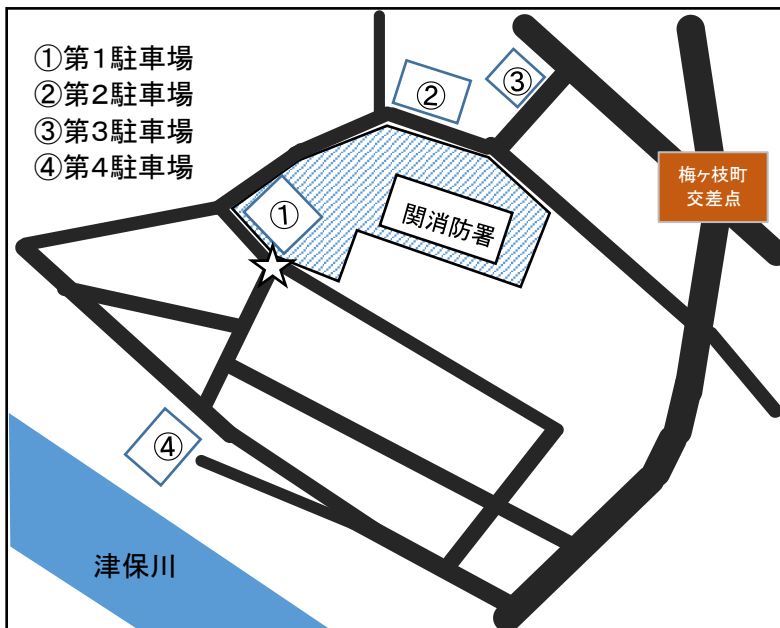 ①第1駐車場
②第2駐車場
③第3駐車場
④第4駐車場
②
③
梅ヶ枝町
交差点
①
関消防署
④
津保川